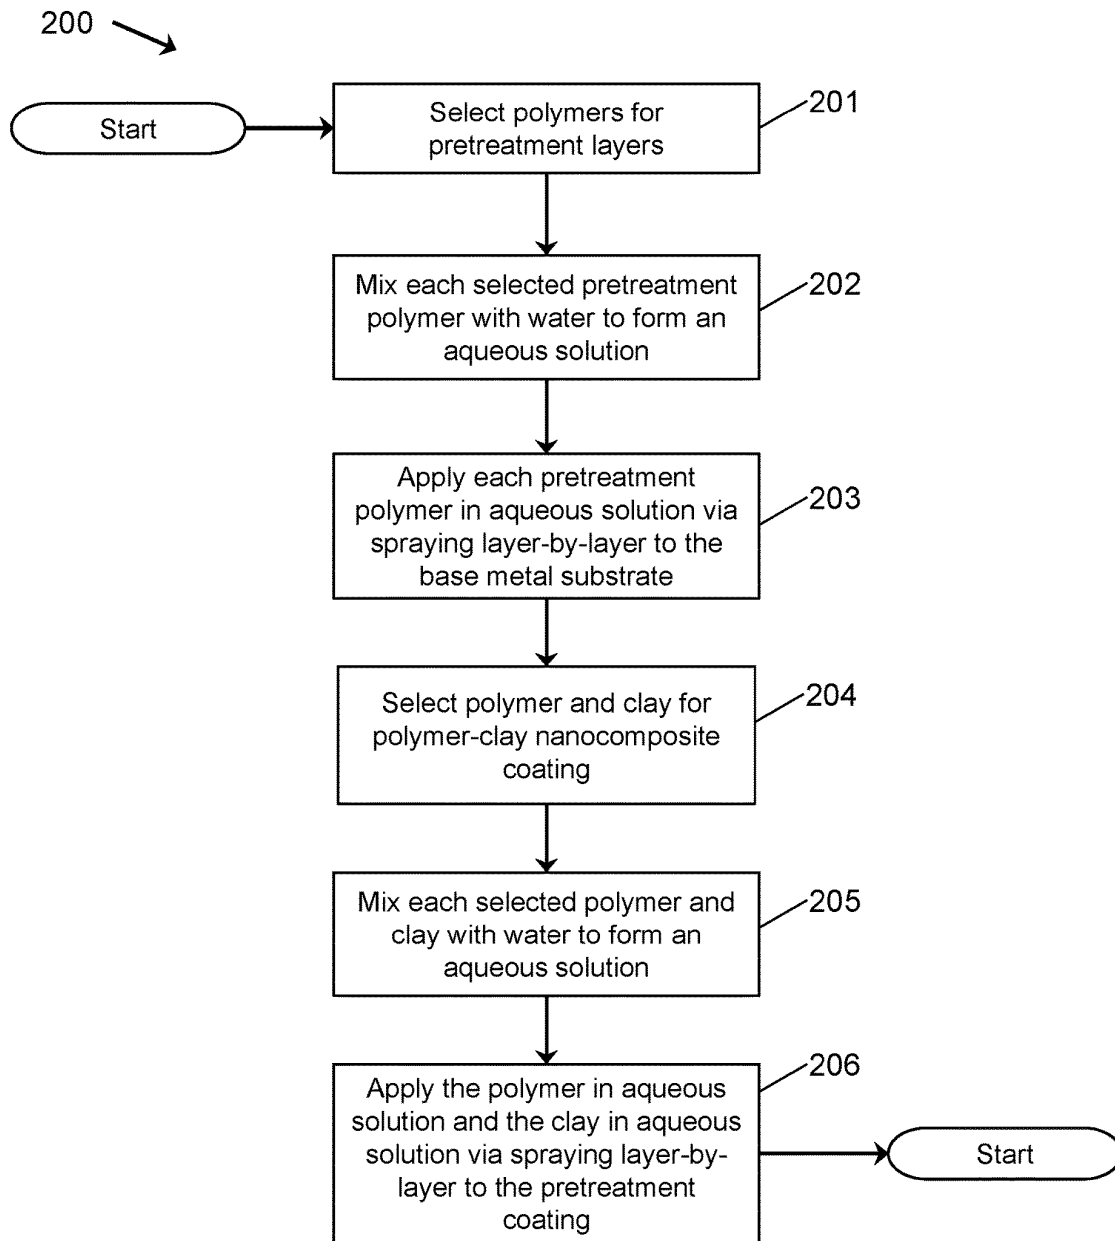 200
Start
Select polymers for
pretreatment layers
201
Mix each selected pretreatment
polymer with water to form an
aqueous solution
202
Apply each pretreatment
polymer in aqueous solution via
spraying layer-by-layer to the
base metal substrate
203
Select polymer and clay for
polymer-clay nanocomposite
coating
204
Mix each selected polymer and
clay with water to form an
aqueous solution
205
Apply the polymer in aqueous
solution and the clay in aqueous
solution via spraying layer-by-
layer to the pretreatment
coating
206
Start